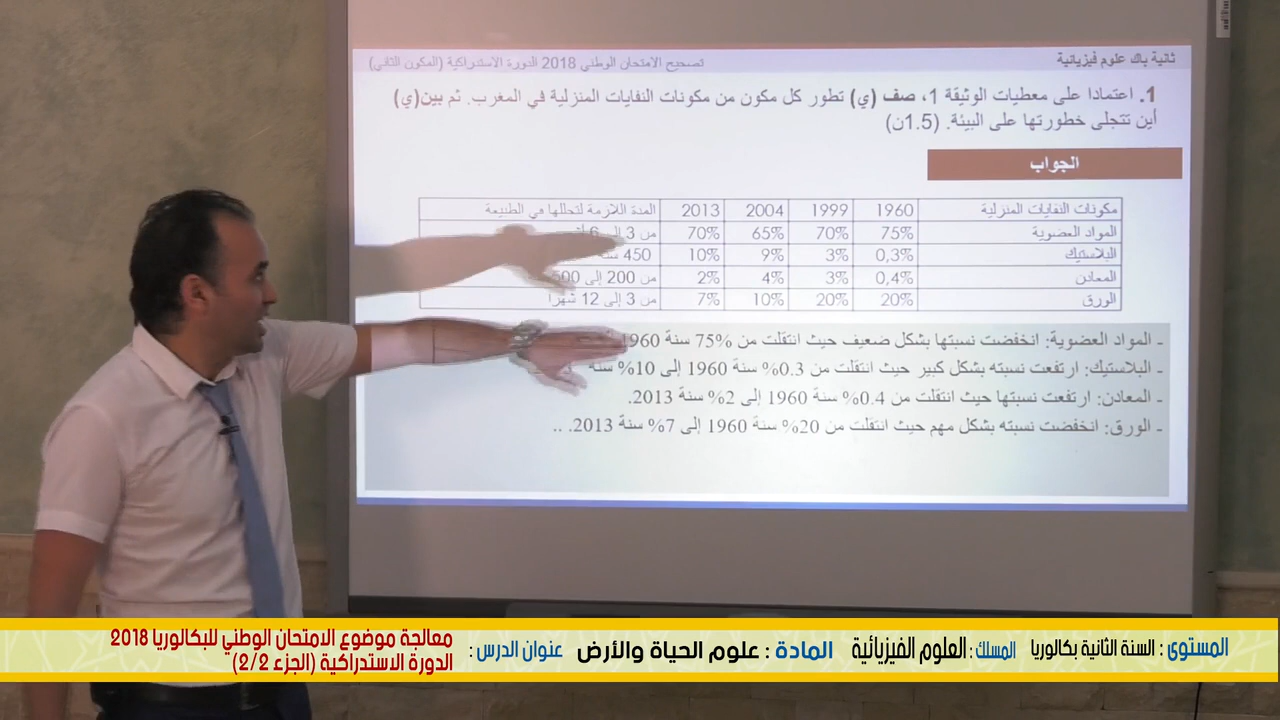 ثانية باك علوم فيزيائية
تصحيح الامتحان الوطني 2018 الدورة الاستدراكية (المكون الثاني)
1. اعتمادا على معطيات الوثيقة 1، صف (ي) تطور كل مكون من مكونات النفايات المنزلية في المغرب. ثم بين(ي)
أين تتجلى خطورتها على البيئة. (1.5ن)
الجواب
مكونات النفايات المنزلية 1960 1999 2004 2013 المدة اللازمة لتحللها في الطبيعة
المواد العضوية 75% 70% 65% 70% من 3 إلى 6
البلاستيك 0,3% 3% 9% 10% 450
المعادن 0,4% 3% 4% 2% من 200 إلى 500
الورق 20% 20% 10% 7% من 3 إلى 12 شهرا
- المواد العضوية: انخفضت نسبتها بشكل ضعيف حيث انتقلت من 75% سنة 1960
- البلاستيك: ارتفعت نسبته بشكل كبير حيث انتقلت من 0.3% سنة 1960 إلى 10% سنة
- المعادن: ارتفعت نسبتها حيث انتقلت من 0.4% سنة 1960 إلى 2% سنة 2013.
- الورق: انخفضت نسبته بشكل مهم حيث انتقلت من 20% سنة 1960 إلى 7% سنة 2013. ..
المستوى : السنة الثانية بكالوريا
المسلك : العلوم الفيزيائية
المادة : علوم الحياة والأرض
عنوان الدرس :
معالجة موضوع الامتحان الوطني للبكالوريا 2018
الدورة الاستدراكية (الجزء 2/2)